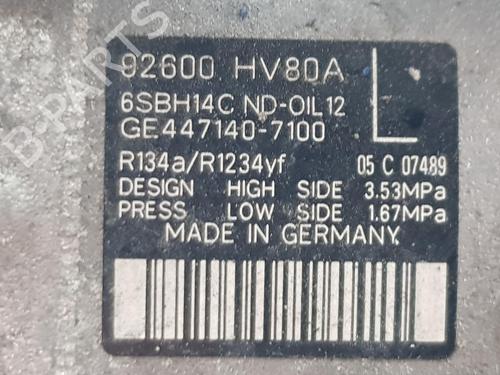 92600 HV80A
L
6SBH14C ND-OIL12
GE447140-7100
R134a/R1234yf 05 C 07489
DESIGN HIGH SIDE 3.53MPa
PRESS LOW SIDE 1.67MPa
MADE IN GERMANY
B-PARTS